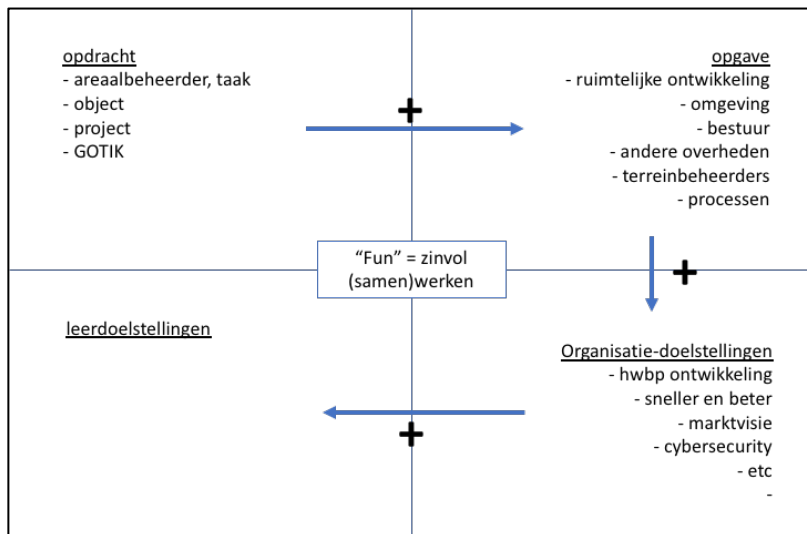 opdracht
- areaalbeheerder, taak
- object
- project
- GOTIK
opgave
- ruimtelijke ontwikkeling
- omgeving
- bestuur
- andere overheden
- terreinbeheerders
- processen
“Fun” = zinvol
(samen)werken
leerdoelstellingen
Organisatie-doelstellingen
- hwbp ontwikkeling
- sneller en beter
- marktvisie
- cybersecurity
- etc
-